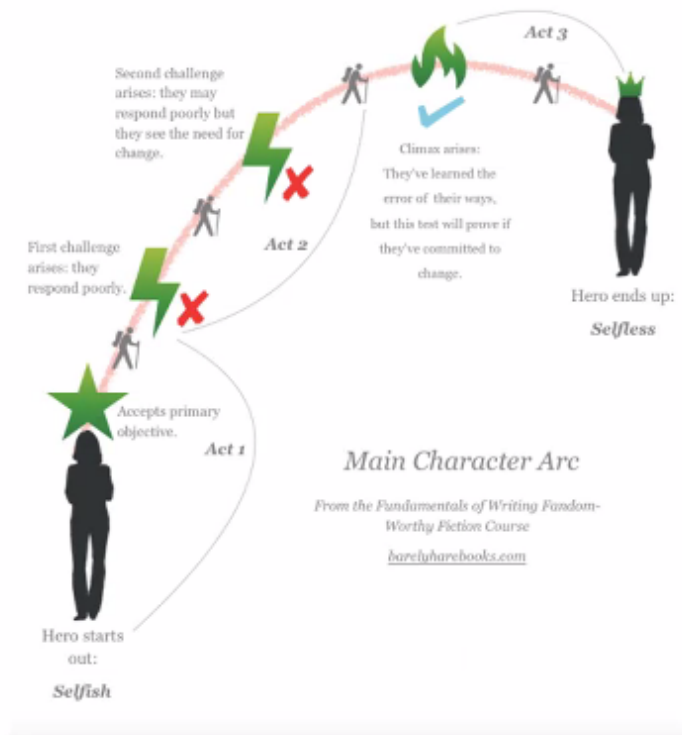 Act 3
Second challenge
arises: they may
respond poorly but
they see the need for
change.
Climax arises:
They've learned the
error of their ways,
but this test will prove if
they've committed to
change.
Act 2
First challenge
arises: they
respond poorly.
Hero ends up:
Selfless
Accepts primary
objective.
Act 1
Main Character Arc
From the Fundamentals of Writing Fandom-
Worthy Fiction Course
barelyharebooks.com
Hero starts
out:
Selfish